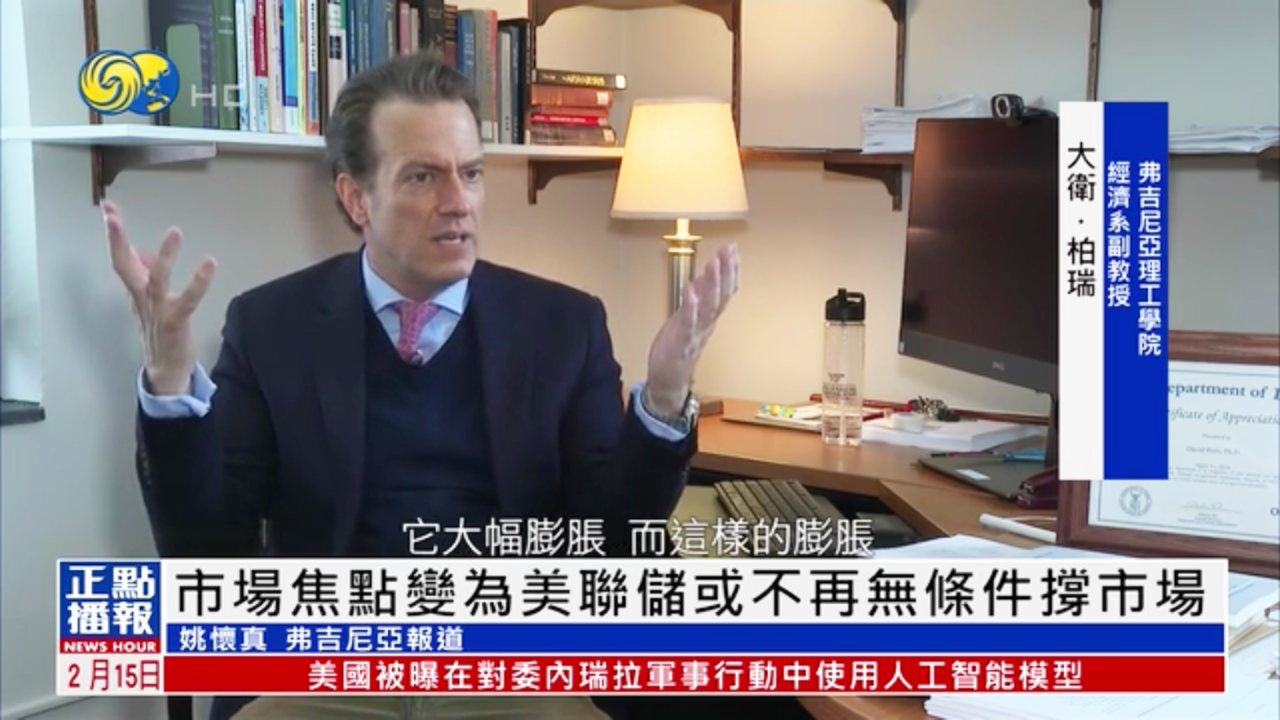 HD
弗吉尼亞理工學院
經濟系副教授
大衛·柏瑞
DELL
epartment of
Certificate of Appreciatio
它大幅膨脹 而這樣的膨脹
正點
播報
NEWS HOUR
市場焦點變為美聯儲或不再無條件撐市場
姚懷真 弗吉尼亞報道
2月15日
美國被曝在對委內瑞拉軍事行動中使用人工智能模型